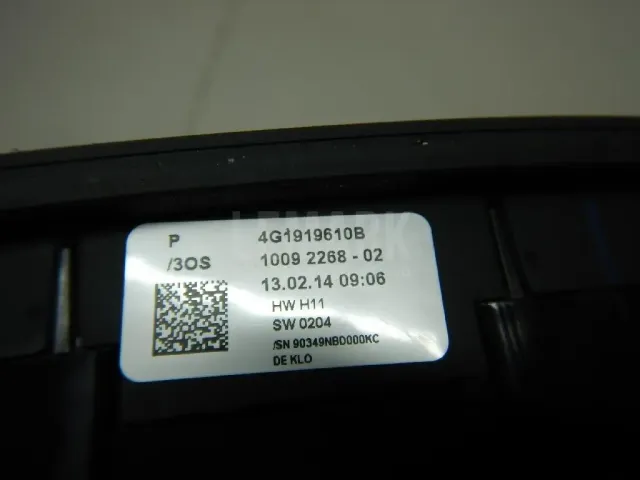 P 4G1919610B
/3OS 1009 2268 - 02
13.02.14 09:06
HW H11
SW 0204
/SN 90349NBD000KC
DE KLO